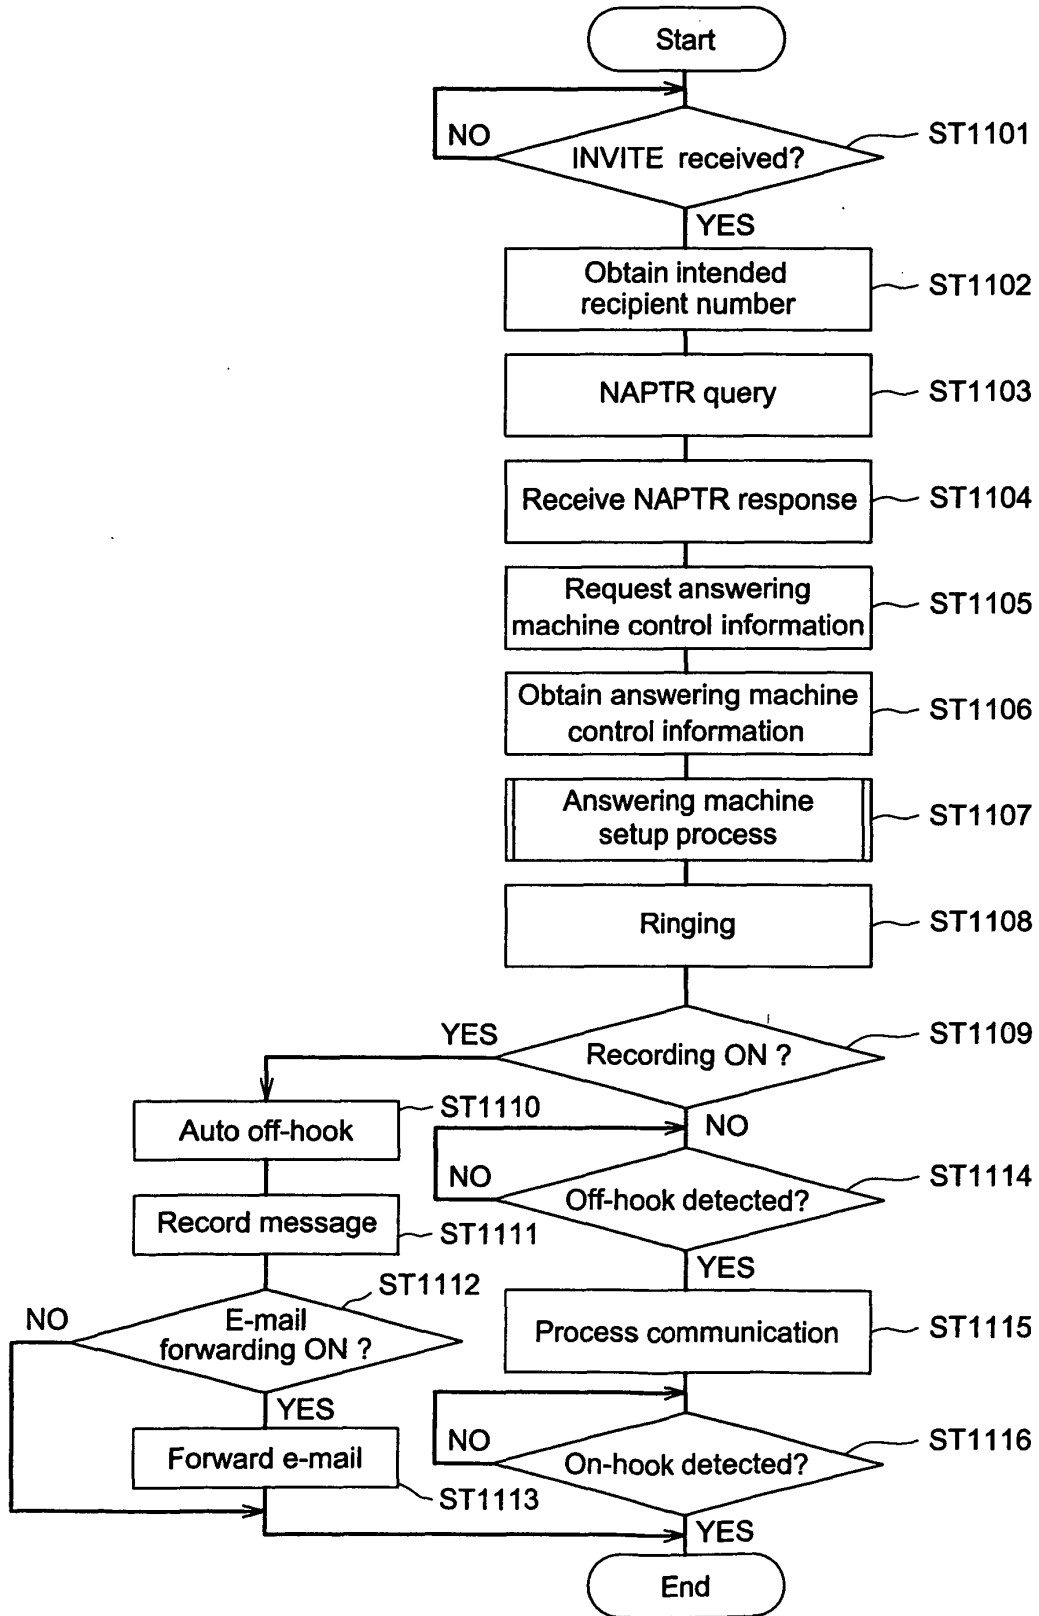 Start
NO
INVITE received?
ST1101
YES
Obtain intended
recipient number
ST1102
NAPTR query
ST1103
Receive NAPTR response
ST1104
Request answering
machine control information
ST1105
Obtain answering machine
control information
ST1106
Answering machine
setup process
ST1107
Ringing
ST1108
YES
Recording ON ?
ST1109
Auto off-hook
ST1110
NO
NO
Off-hook detected?
ST1114
Record message
ST1111
YES
ST1112
NO
E-mail
forwarding ON ?
Process communication
ST1115
YES
Forward e-mail
ST1113
NO
On-hook detected?
ST1116
YES
End